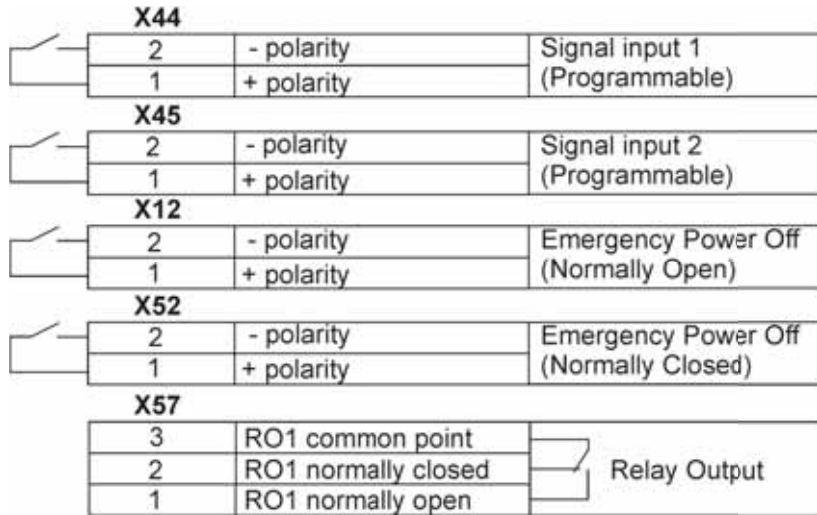 X44
2 - polarity Signal input 1
1 + polarity (Programmable)
X45
2 - polarity Signal input 2
1 + polarity (Programmable)
X12
2 - polarity Emergency Power Off
1 + polarity (Normally Open)
X52
2 - polarity Emergency Power Off
1 + polarity (Normally Closed)
X57
3 RO1 common point
2 RO1 normally closed Relay Output
1 RO1 normally open